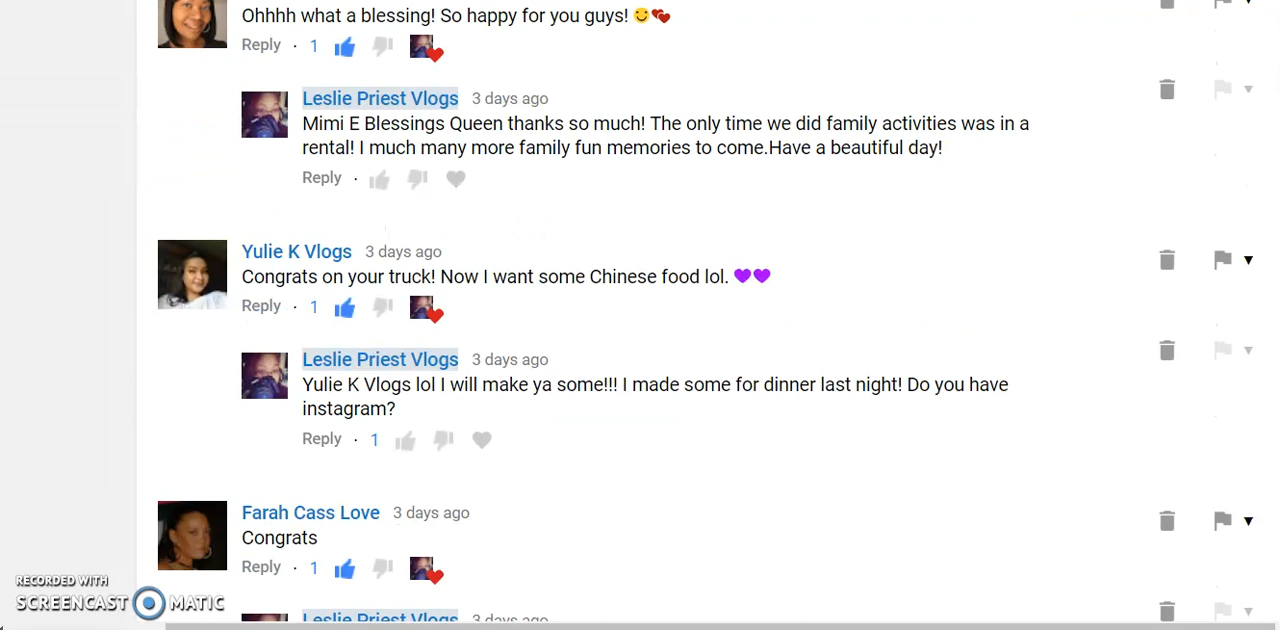 Ohhhh what a blessing! So happy for you guys!
Reply · 1
Leslie Priest Vlogs 3 days ago
Mimi E Blessings Queen thanks so much! The only time we did family activities was in a
rental! I much many more family fun memories to come.Have a beautiful day!
Reply ·
Yulie K Vlogs 3 days ago
Congrats on your truck! Now I want some Chinese food lol. 💜💜
Reply · 1
Leslie Priest Vlogs 3 days ago
Yulie K Vlogs lol I will make ya some!!! I made some for dinner last night! Do you have
instagram?
Reply · 1
Farah Cass Love 3 days ago
Congrats
Reply · 1
Leslie Priest Vlogs 3 days ago
RECORDED WITH
SCREENCAST MATIC